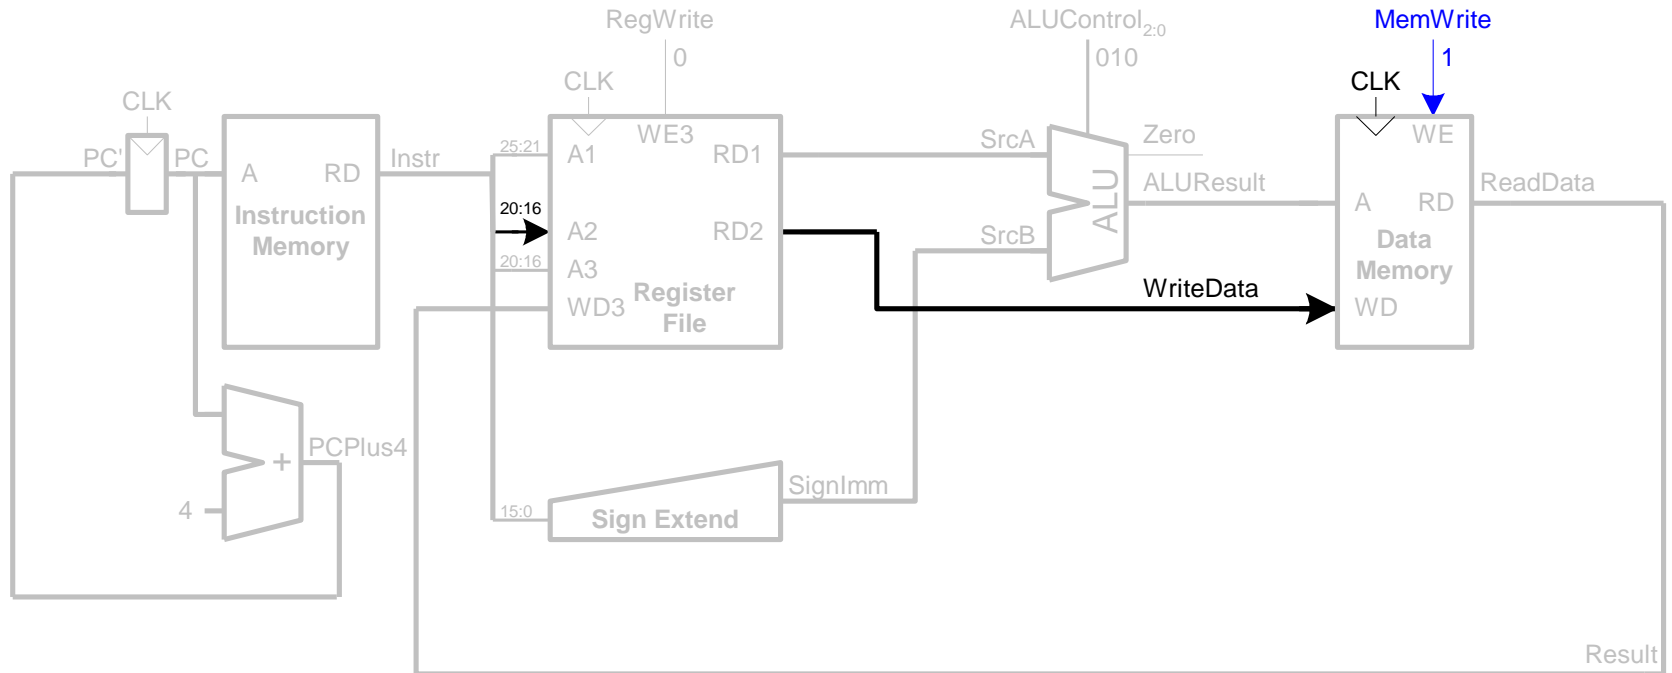 RegWrite
0
ALUControl2:0
010
MemWrite
1
CLK
CLK
CLK
PC'
PC
A RD
Instruction
Memory
Instr
25:21
20:16
20:16
15:0
A1
A2
A3
WD3
WE3
RD1
RD2
Register
File
SrcA
SrcB
ALU
Zero
ALUResult
WriteData
WE
A RD
Data
Memory
WD
ReadData
+
PCPlus4
4
Sign Extend
SignImm
Result